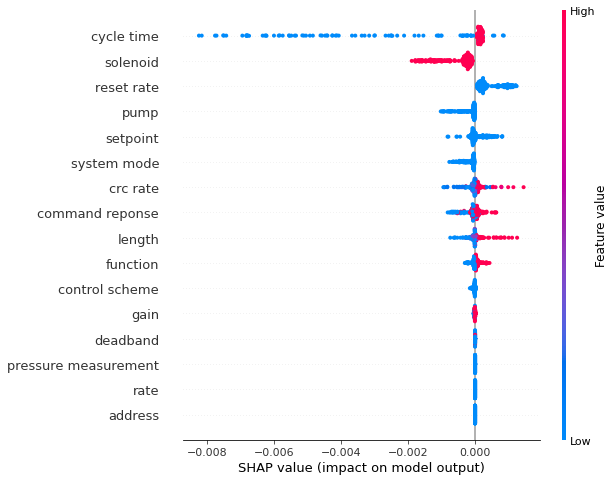 High
cycle time
solenoid
reset rate
pump
setpoint
system mode
crc rate
command reponse
length
function
control scheme
gain
deadband
pressure measurement
rate
address
Feature value
Low
−0.008 −0.006 −0.004 −0.002 0.000
SHAP value (impact on model output)